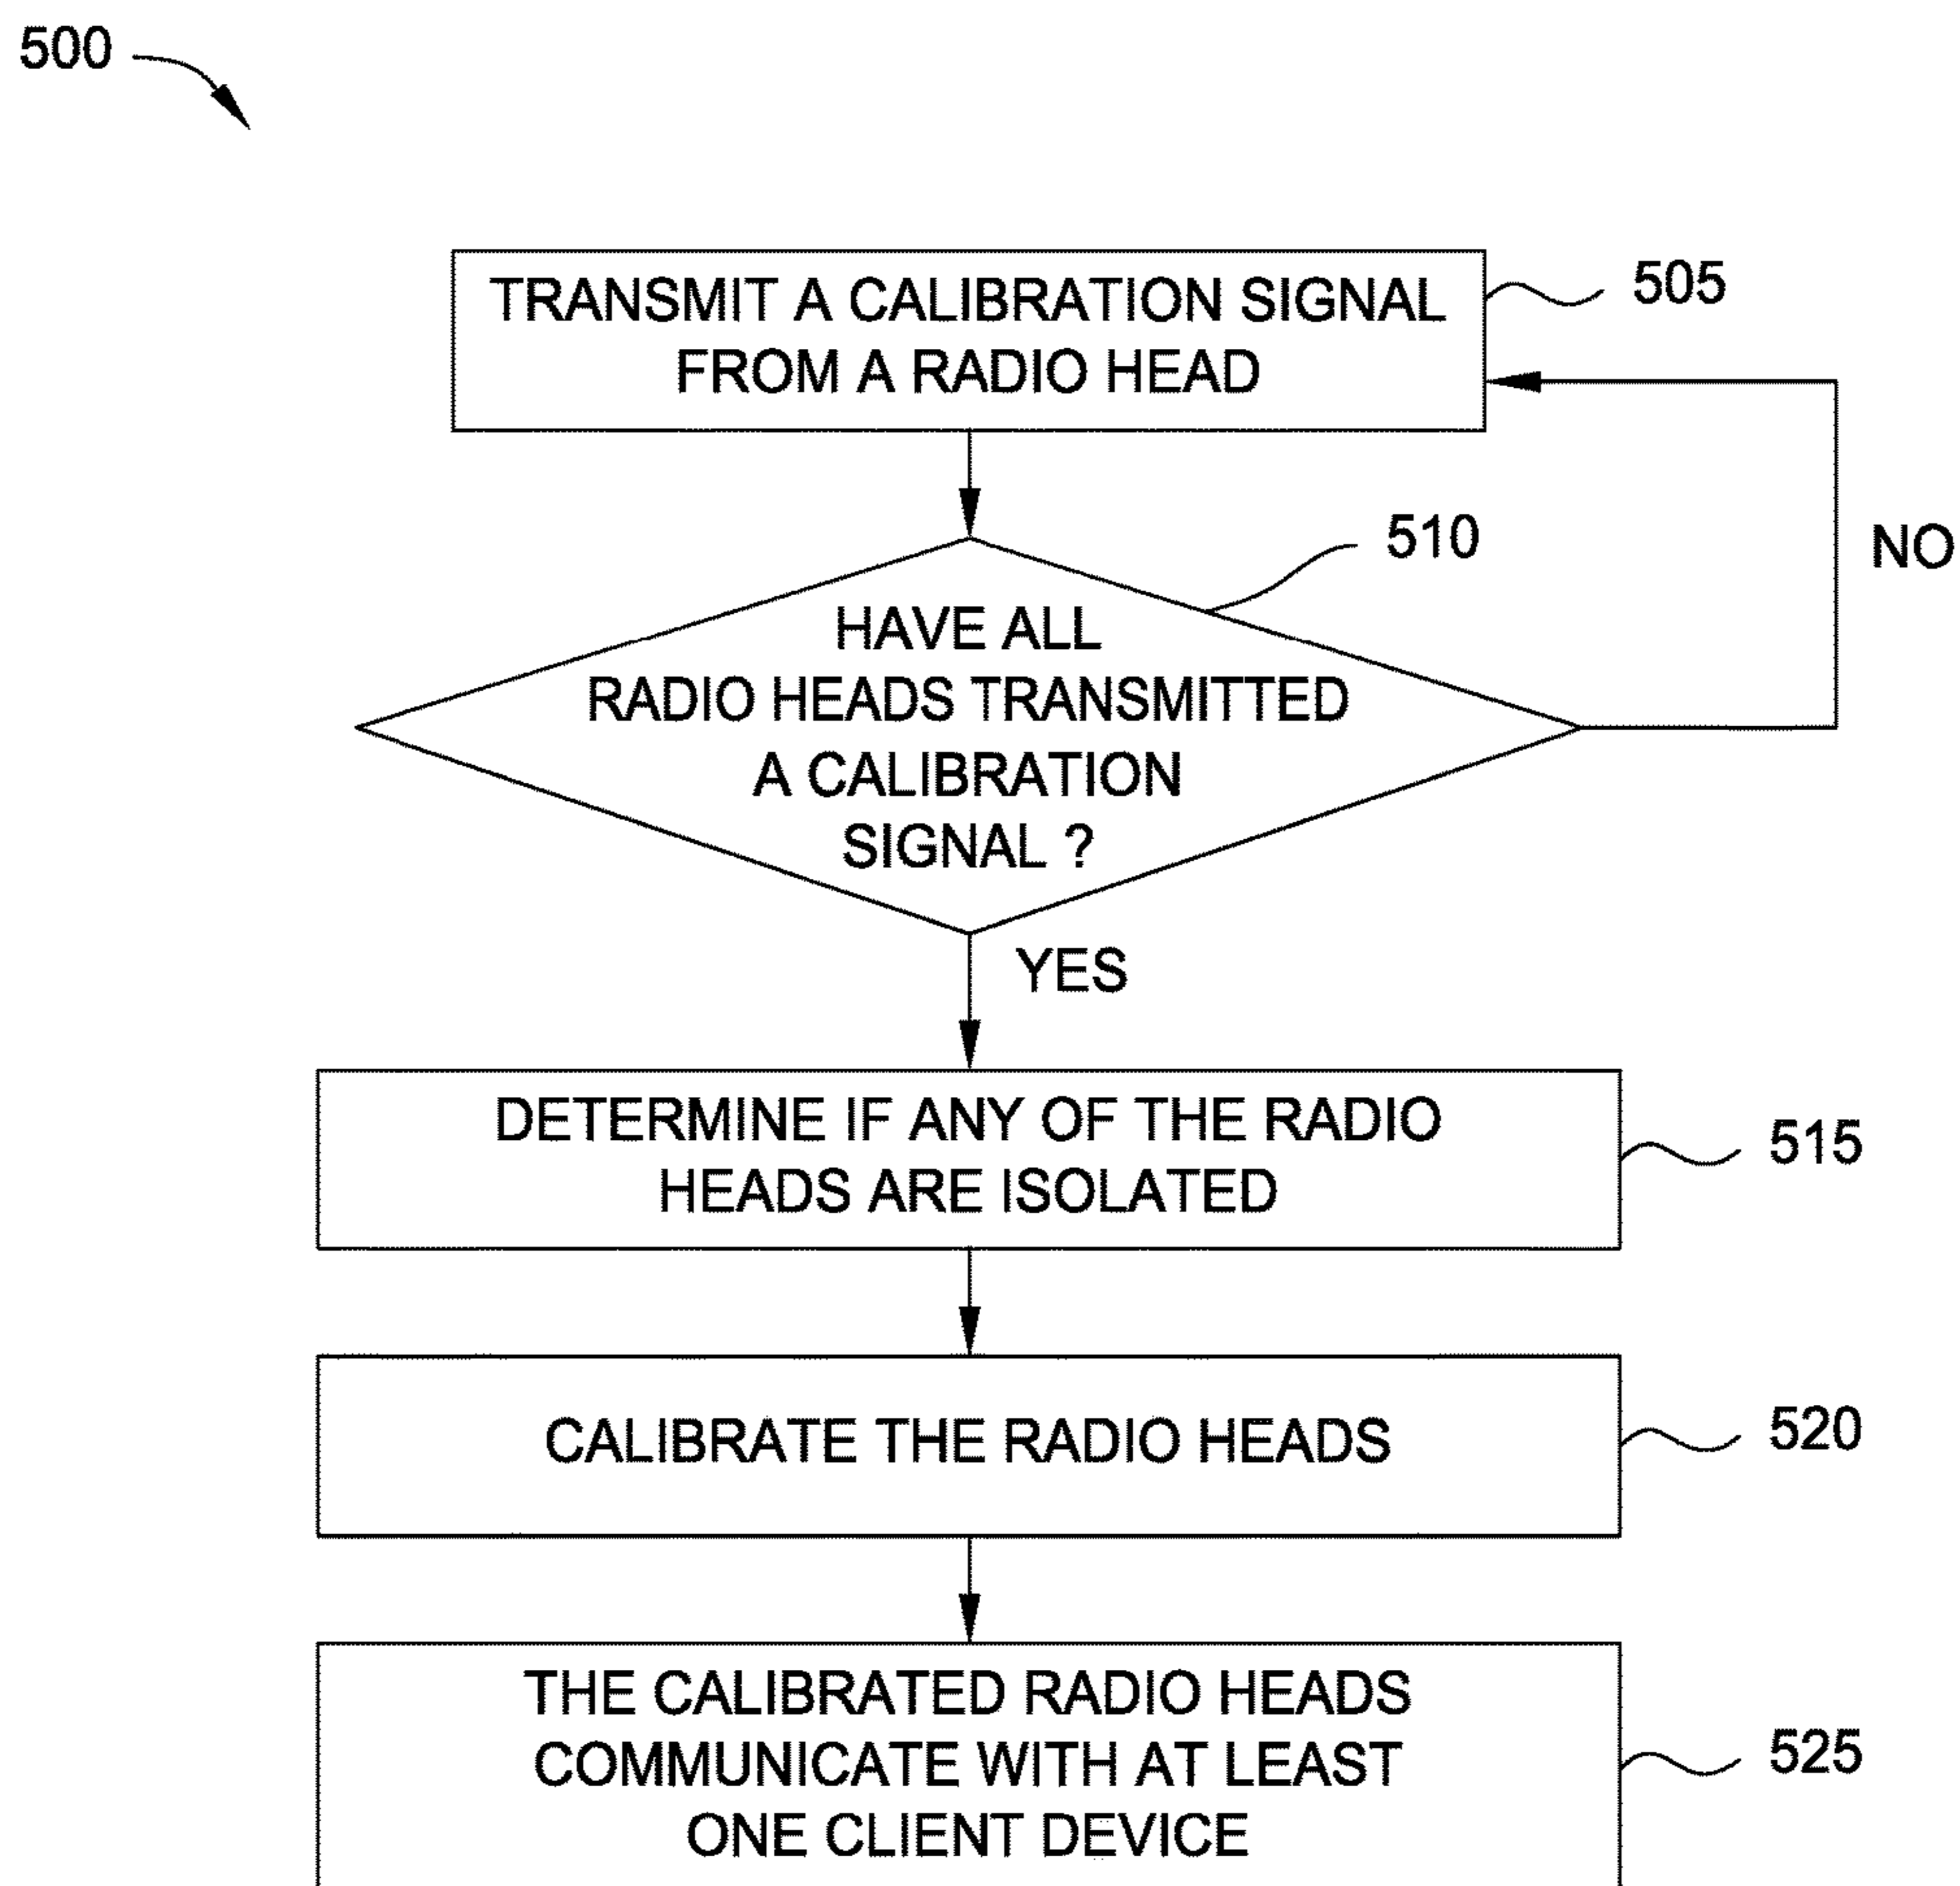 500
TRANSMIT A CALIBRATION SIGNAL
FROM A RADIO HEAD
505
HAVE ALL
RADIO HEADS TRANSMITTED
A CALIBRATION
SIGNAL ?
510
NO
YES
DETERMINE IF ANY OF THE RADIO
HEADS ARE ISOLATED
515
CALIBRATE THE RADIO HEADS
520
THE CALIBRATED RADIO HEADS
COMMUNICATE WITH AT LEAST
ONE CLIENT DEVICE
525